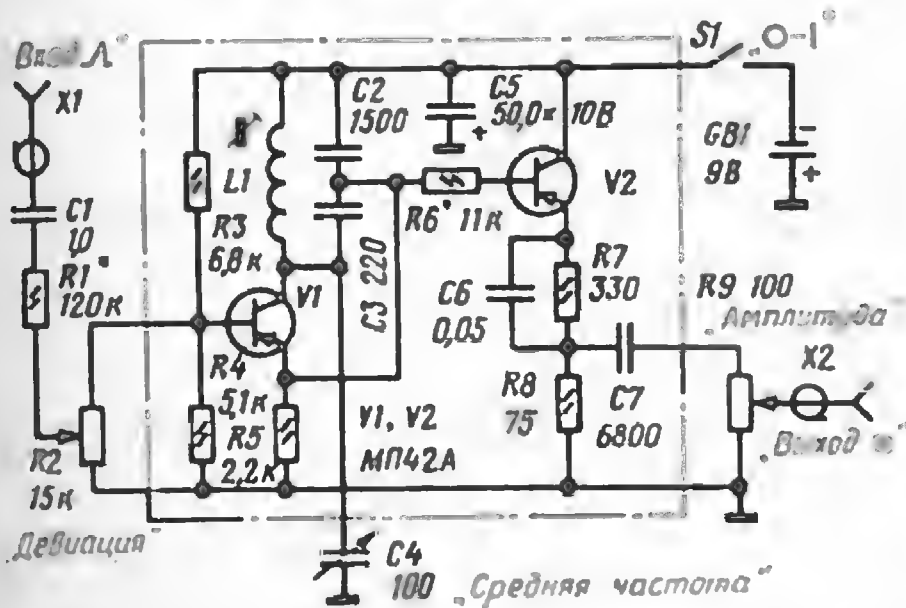 „Вход Л"
X1
C1
1,0
R1*
120к
R2
15к
„Девиация"
L1
R3
6,8к
V1
R4
5,1к
R5
2,2к
C2
1500
C3 220
C5
50,0×10В
R6* 11к
V2
C6
0,05
R7
330
R8
75
C7
6800
V1, V2
МП42А
C4
100
„Средняя частота"
S1
„О-1"
GB1
9В
R9 100
„Амплитуда"
X2
„Выход